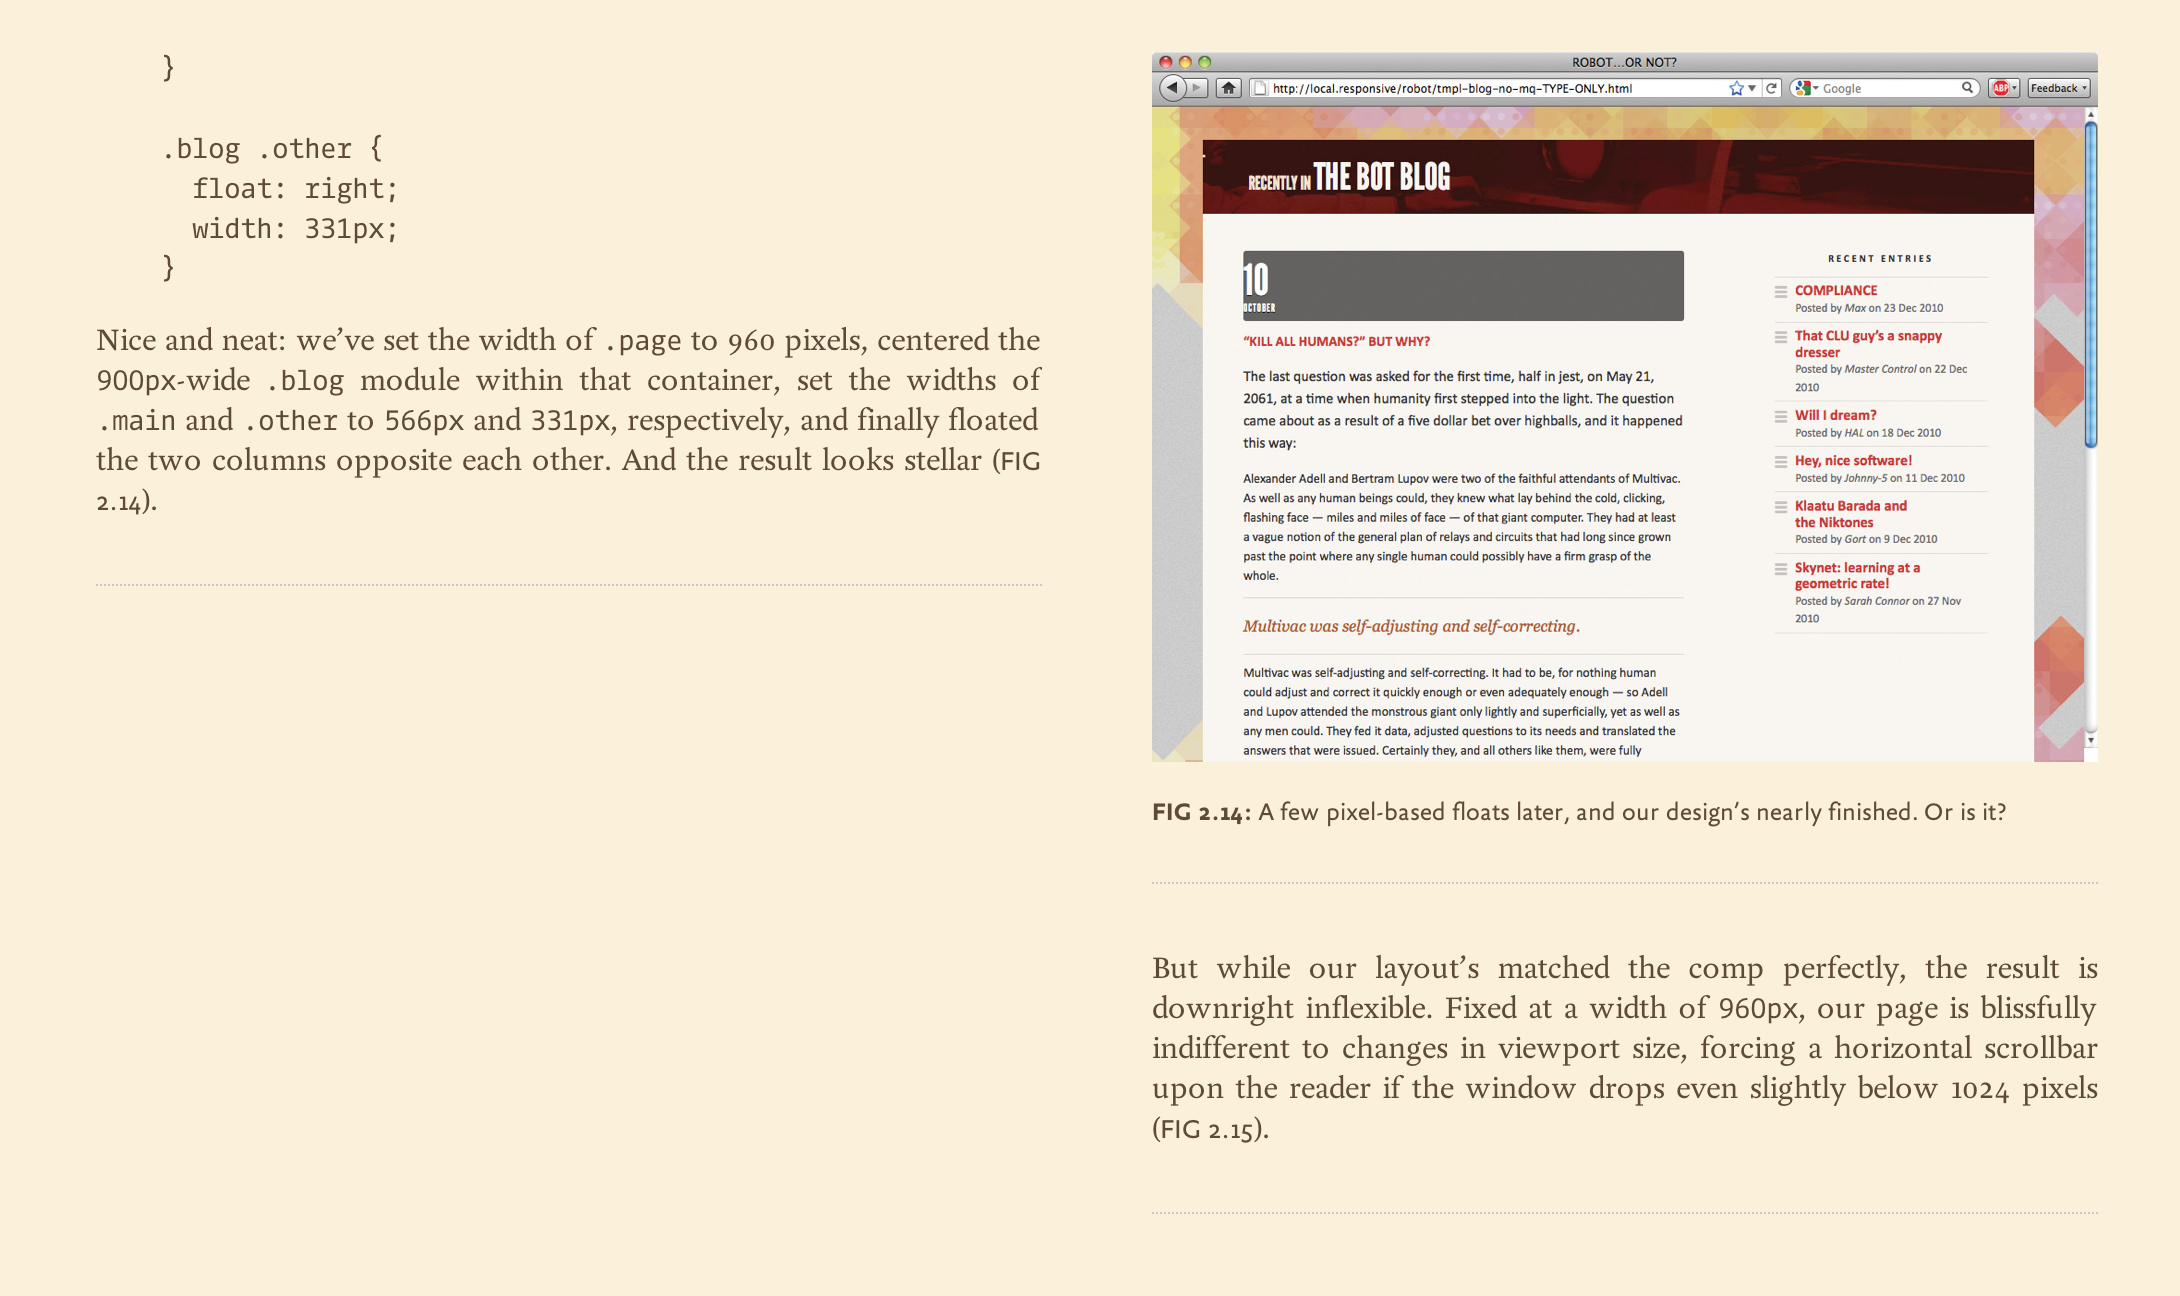 }
.blog .other {
float: right;
width: 331px;
}
Nice and neat: we’ve set the width of .page to 960 pixels, centered the
900px-wide .blog module within that container, set the widths of
.main and .other to 566px and 331px, respectively, and finally floated
the two columns opposite each other. And the result looks stellar (FIG
2.14).
ROBOT...OR NOT?
http://local.responsive/robot/tmpl-blog-no-mq-TYPE-ONLY.html
Google
ABP
Feedback
RECENTLY IN THE BOT BLOG
10
OCTOBER
“KILL ALL HUMANS?” BUT WHY?
The last question was asked for the first time, half in jest, on May 21,
2061, at a time when humanity first stepped into the light. The question
came about as a result of a five dollar bet over highballs, and it happened
this way:
Alexander Adell and Bertram Lupov were two of the faithful attendants of Multivac.
As well as any human beings could, they knew what lay behind the cold, clicking,
flashing face — miles and miles of face — of that giant computer. They had at least
a vague notion of the general plan of relays and circuits that had long since grown
past the point where any single human could possibly have a firm grasp of the
whole.
Multivac was self-adjusting and self-correcting.
Multivac was self-adjusting and self-correcting. It had to be, for nothing human
could adjust and correct it quickly enough or even adequately enough — so Adell
and Lupov attended the monstrous giant only lightly and superficially, yet as well as
any men could. They fed it data, adjusted questions to its needs and translated the
answers that were issued. Certainly they, and all others like them, were fully
RECENT ENTRIES
COMPLIANCE
Posted by Max on 23 Dec 2010
That CLU guy’s a snappy
dresser
Posted by Master Control on 22 Dec
2010
Will I dream?
Posted by HAL on 18 Dec 2010
Hey, nice software!
Posted by Johnny-5 on 11 Dec 2010
Klaatu Barada and
the Niktones
Posted by Gort on 9 Dec 2010
Skynet: learning at a
geometric rate!
Posted by Sarah Connor on 27 Nov
2010
FIG 2.14: A few pixel-based floats later, and our design’s nearly finished. Or is it?
But while our layout’s matched the comp perfectly, the result is
downright inflexible. Fixed at a width of 960px, our page is blissfully
indifferent to changes in viewport size, forcing a horizontal scrollbar
upon the reader if the window drops even slightly below 1024 pixels
(FIG 2.15).